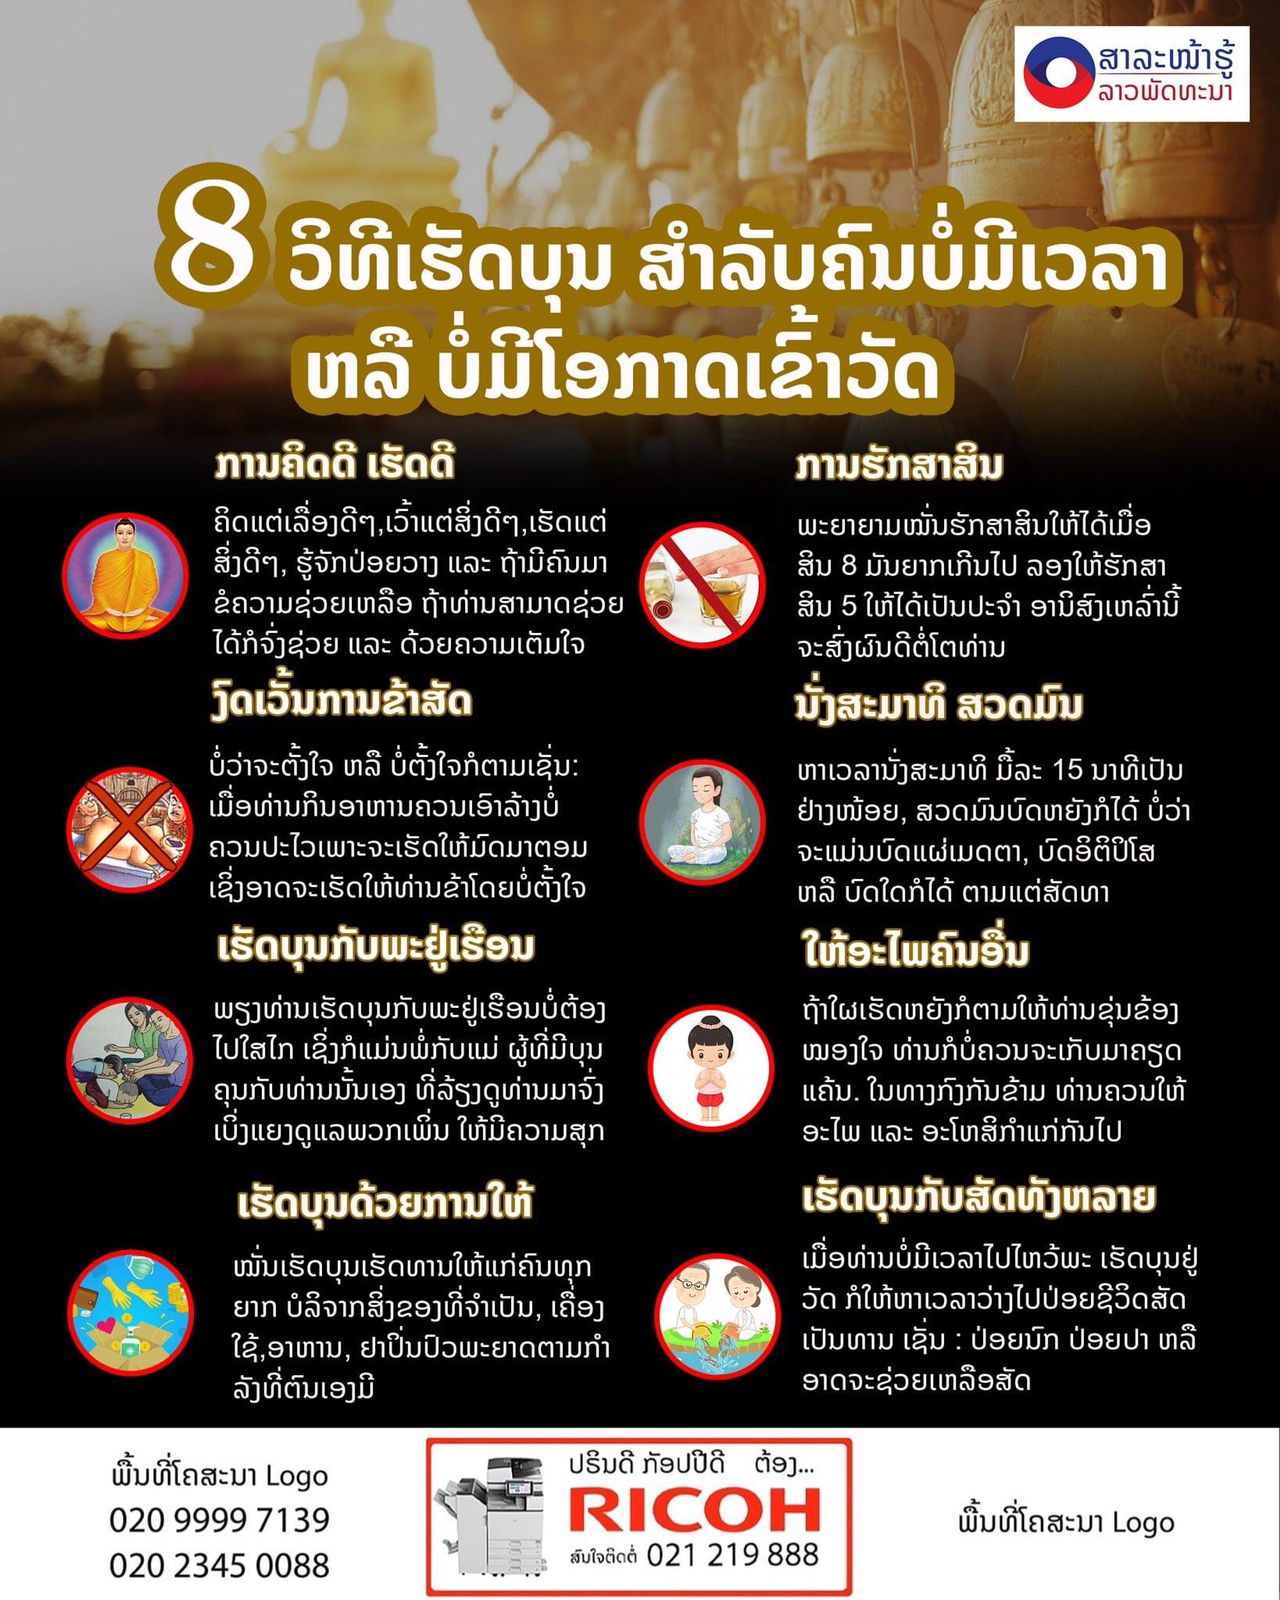 ສາລະໜ້າຮູ້
ລາວພັດທະນາ
8 ວິທີເຮັດບຸນ ສຳລັບຄົນບໍ່ມີເວລາ
ຫລື ບໍ່ມີໂອກາດເຂົ້າວັດ
ການຄິດດີ ເຮັດດີ
ຄິດແຕ່ເລື່ອງດີໆ,ເວົ້າແຕ່ສິ່ງດີໆ,ເຮັດແຕ່
ສິ່ງດີໆ, ຮູ້ຈັກປ່ອຍວາງ ແລະ ຖ້າມີຄົນມາ
ຂໍຄວາມຊ່ວຍເຫລືອ ຖ້າທ່ານສາມາດຊ່ວຍ
ໄດ້ກໍຈົ່ງຊ່ວຍ ແລະ ດ້ວຍຄວາມເຕັມໃຈ
ການຮັກສາສິນ
ພະຍາຍາມໝັ່ນຮັກສາສິນໃຫ້ໄດ້ເມື່ອ
ສິນ 8 ມັນຍາກເກີນໄປ ລອງໃຫ້ຮັກສາ
ສິນ 5 ໃຫ້ໄດ້ເປັນປະຈຳ ອານິສົງເຫລົ່ານີ້
ຈະສົ່ງຜົນດີຕໍ່ໂຕທ່ານ
ງົດເວັ້ນການຂ້າສັດ
ບໍ່ວ່າຈະຕັ້ງໃຈ ຫລື ບໍ່ຕັ້ງໃຈກໍຕາມເຊັ່ນ:
ເມື່ອທ່ານກິນອາຫານຄວນເອົາລ້າງບໍ່
ຄວນປະໄວເພາະຈະເຮັດໃຫ້ມົດມາຕອມ
ເຊິ່ງອາດຈະເຮັດໃຫ້ທ່ານຂ້າໂດຍບໍ່ຕັ້ງໃຈ
ນັ່ງສະມາທິ ສວດມົນ
ຫາເວລານັ່ງສະມາທິ ມື້ລະ 15 ນາທີເປັນ
ຢ່າງໜ້ອຍ, ສວດມົນບົດຫຍັງກໍໄດ້ ບໍ່ວ່າ
ຈະແມ່ນບົດແຜ່ເມດຕາ, ບົດອິຕິປິໂສ
ຫລື ບົດໃດກໍໄດ້ ຕາມແຕ່ສັດທາ
ເຮັດບຸນກັບພະຢູ່ເຮືອນ
ພຽງທ່ານເຮັດບຸນກັບພະຢູ່ເຮືອນບໍ່ຕ້ອງ
ໄປໃສໄກ ເຊິ່ງກໍແມ່ນພໍ່ກັບແມ່ ຜູ້ທີ່ມີບຸນ
ຄຸນກັບທ່ານນັ້ນເອງ ທີ່ລ້ຽງດູທ່ານມາຈົ່ງ
ເບິ່ງແຍງດູແລພວກເພິ່ນ ໃຫ້ມີຄວາມສຸກ
ໃຫ້ອະໄພຄົນອື່ນ
ຖ້າໃຜເຮັດຫຍັງກໍຕາມໃຫ້ທ່ານຂຸ່ນຂ້ອງ
ໝອງໃຈ ທ່ານກໍບໍ່ຄວນຈະເກັບມາຄຽດ
ແຄ້ນ. ໃນທາງກົງກັນຂ້າມ ທ່ານຄວນໃຫ້
ອະໄພ ແລະ ອະໂຫສິກຳແກ່ກັນໄປ
ເຮັດບຸນດ້ວຍການໃຫ້
ໝັ່ນເຮັດບຸນເຮັດທານໃຫ້ແກ່ຄົນທຸກ
ຍາກ ບໍລິຈາກສິ່ງຂອງທີ່ຈຳເປັນ, ເຄື່ອງ
ໃຊ້,ອາຫານ, ຢາປິ່ນປົວພະຍາດຕາມກຳ
ລັງທີ່ຕົນເອງມີ
ເຮັດບຸນກັບສັດທັງຫລາຍ
ເມື່ອທ່ານບໍ່ມີເວລາໄປໄຫວ້ພະ ເຮັດບຸນຢູ່
ວັດ ກໍໃຫ້ຫາເວລາວ່າງໄປປ່ອຍຊີວິດສັດ
ເປັນທານ ເຊັ່ນ : ປ່ອຍນົກ ປ່ອຍປາ ຫລື
ອາດຈະຊ່ວຍເຫລືອສັດ
ພື້ນທີ່ໂຄສະນາ Logo
020 9999 7139
020 2345 0088
ປຣິນດີ ກັອປປີດີ ຕ້ອງ...
RICOH
ສົນໃຈຕິດຕໍ່ 021 219 888
ພື້ນທີ່ໂຄສະນາ Logo